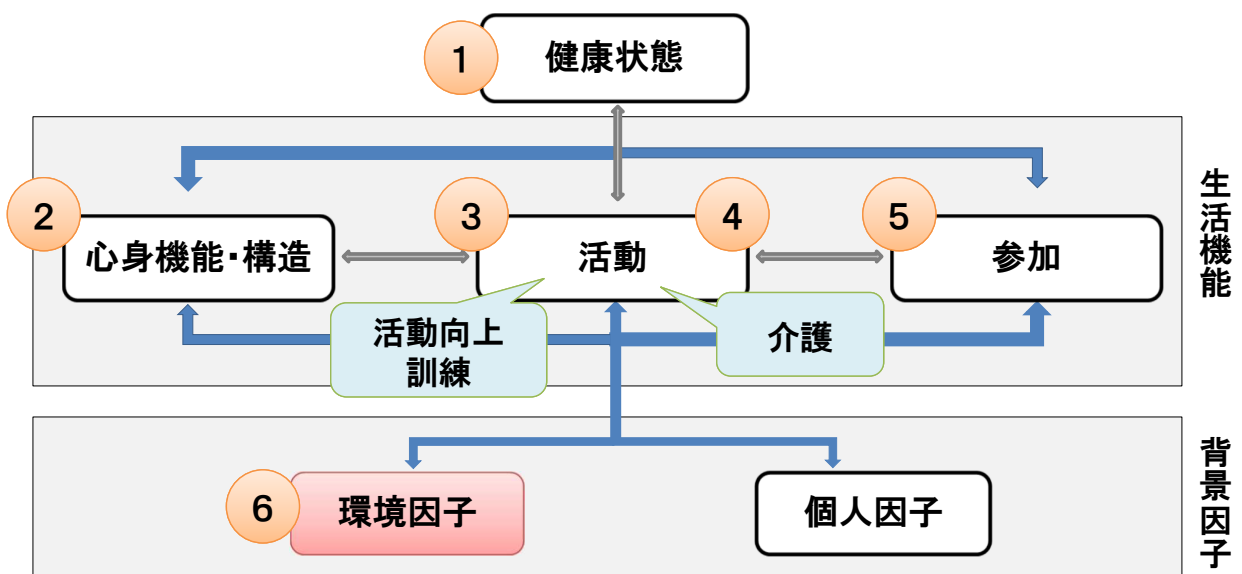 1
健康状態
生活機能
2
心身機能・構造
3
活動
4
5
参加
活動向上
訓練
介護
背景因子
6
環境因子
個人因子